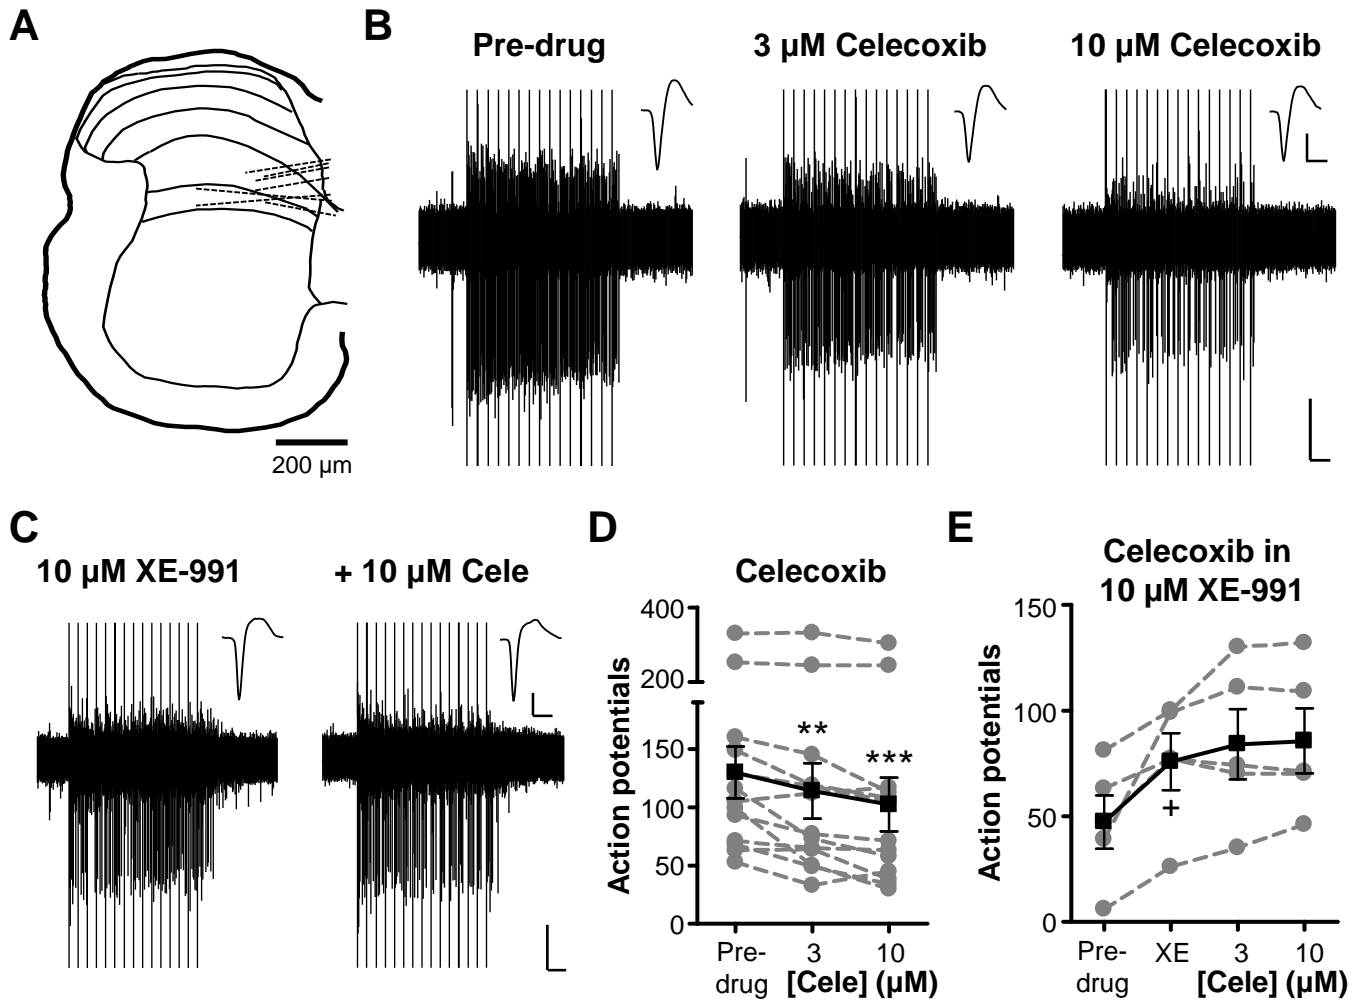 A
200 µm
B
Pre-drug
3 µM Celecoxib
10 µM Celecoxib
C
10 µM XE-991
+ 10 µM Cele
D
Celecoxib
Action potentials
400
200
150
100
50
0
**
***
Pre-
drug
3
10
[Cele] (µM)
E
Celecoxib in
10 µM XE-991
Action potentials
150
100
50
0
+
Pre-
drug
XE
3
10
[Cele] (µM)